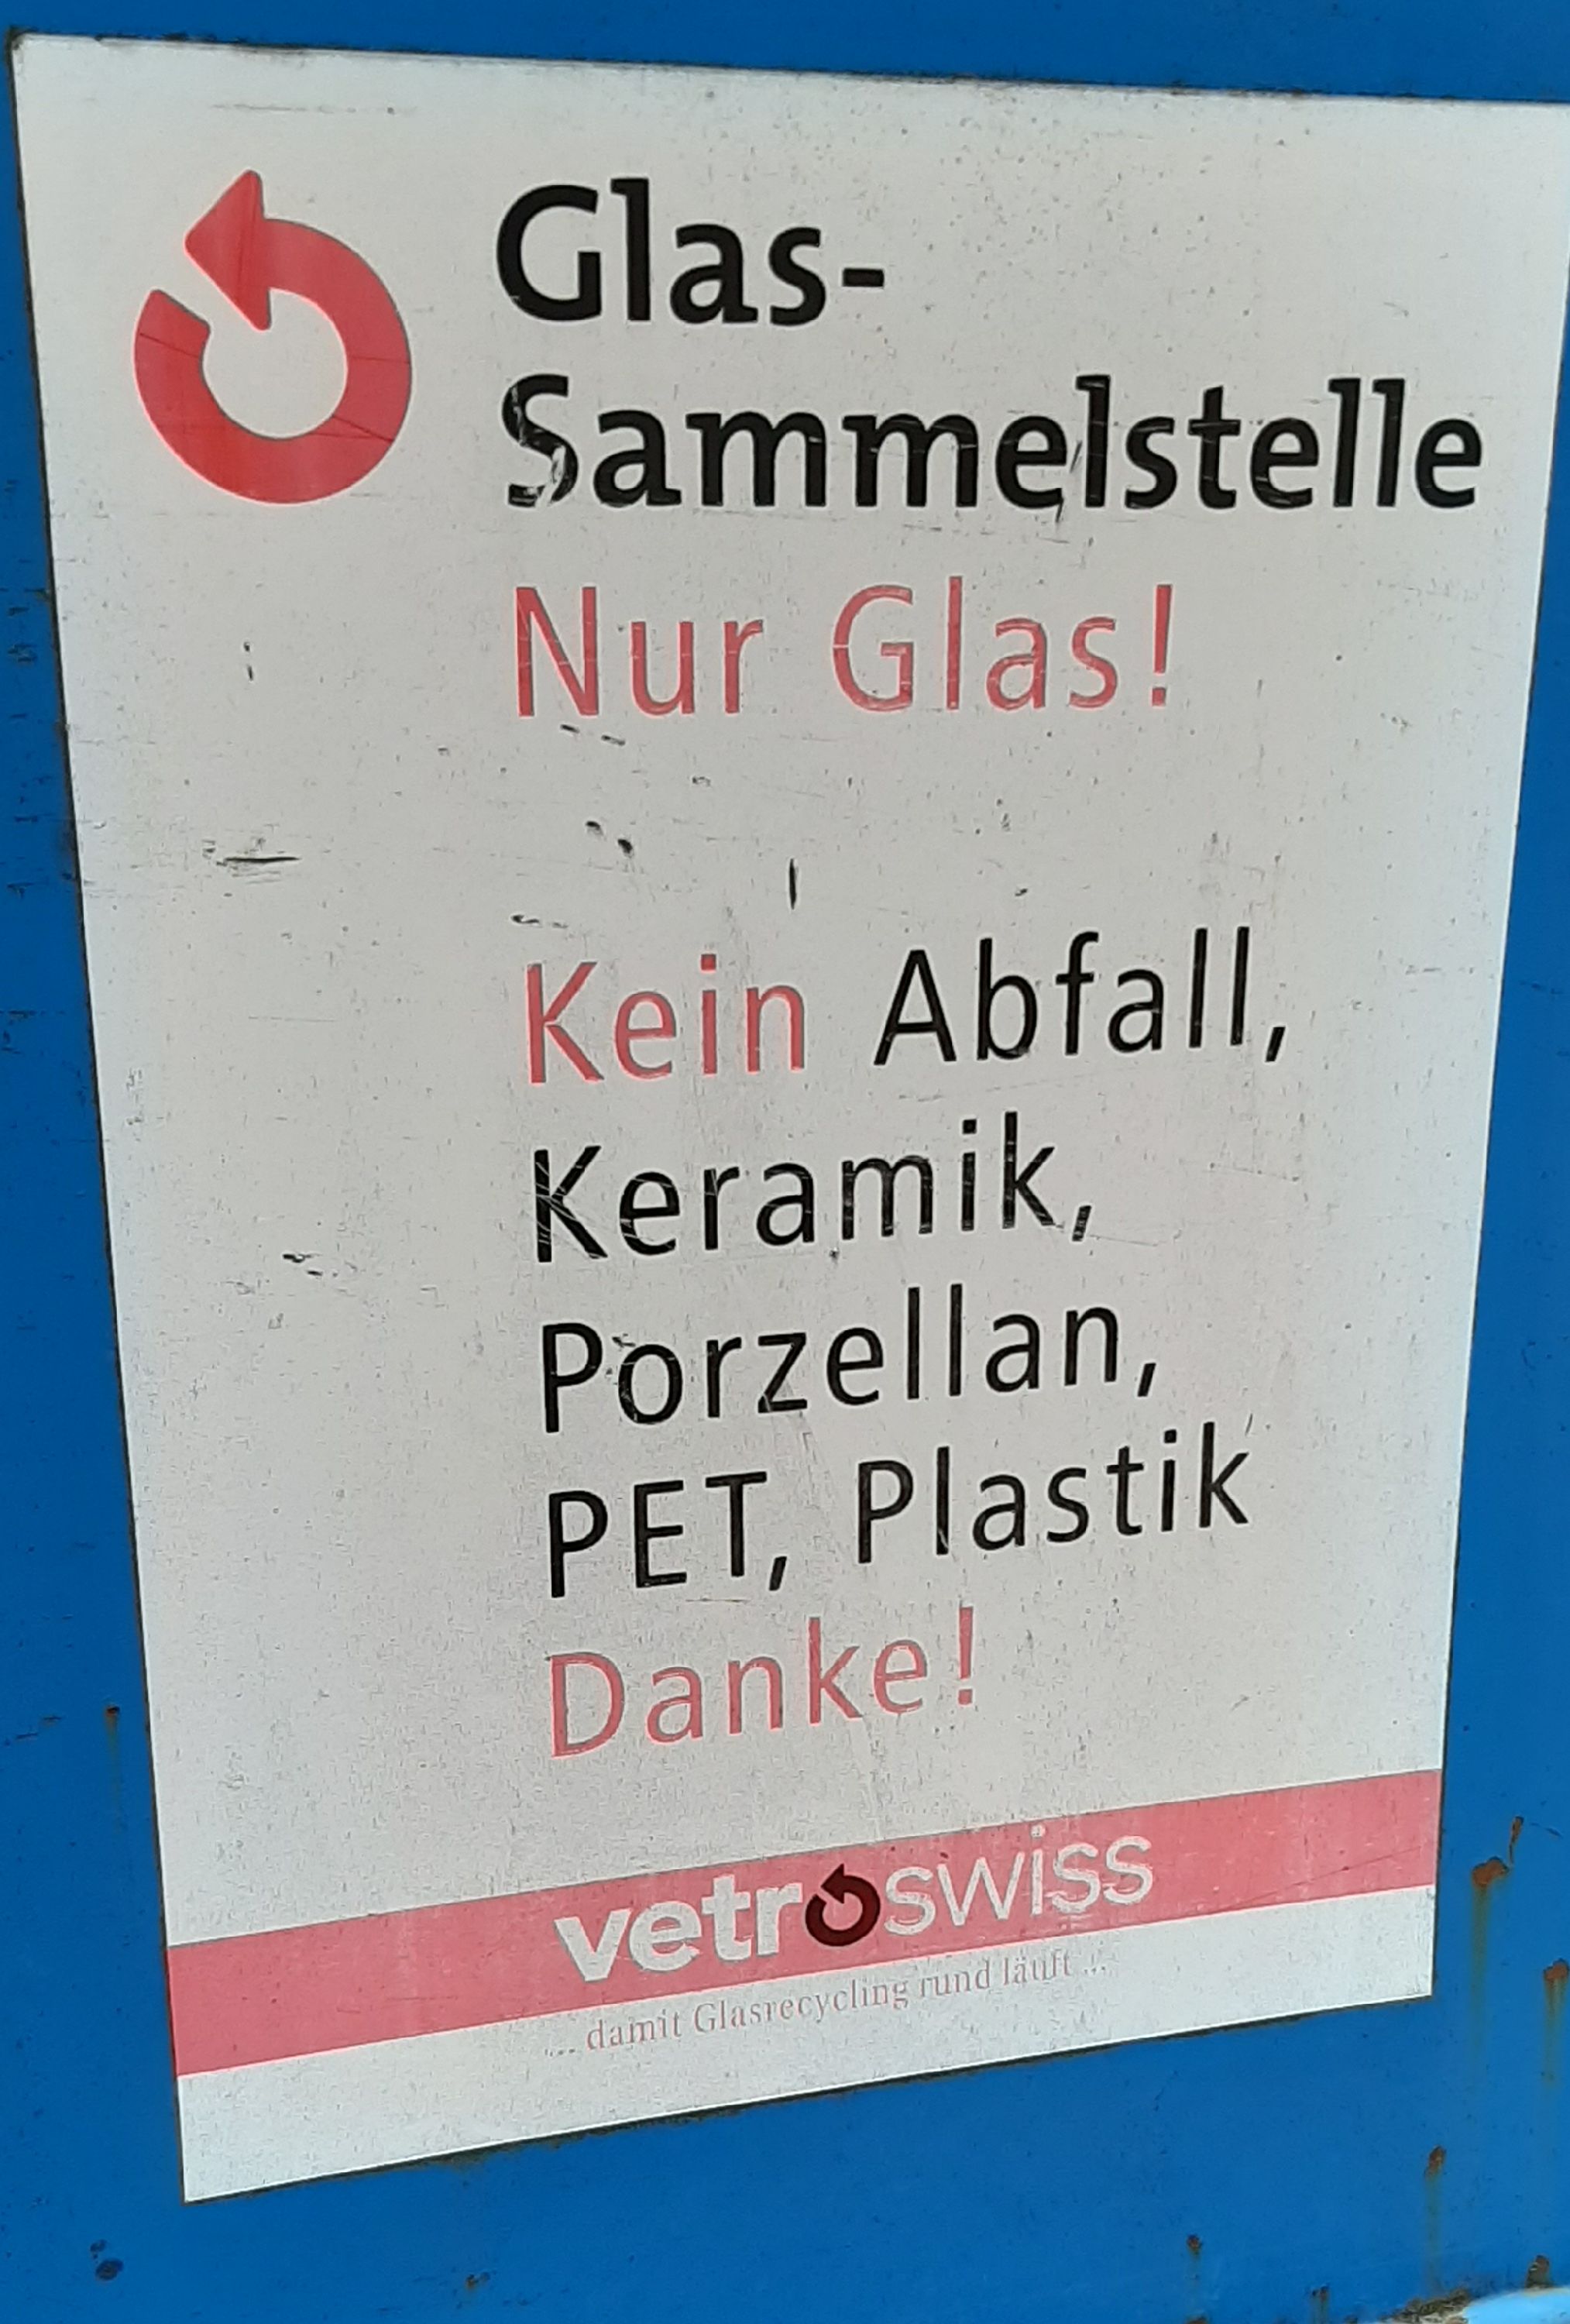 Glas-
Sammelstelle
Nur Glas!
Kein Abfall,
Keramik,
Porzellan,
PET, Plastik
Danke!
vetroswiss
... damit Glasrecycling rund läuft ...